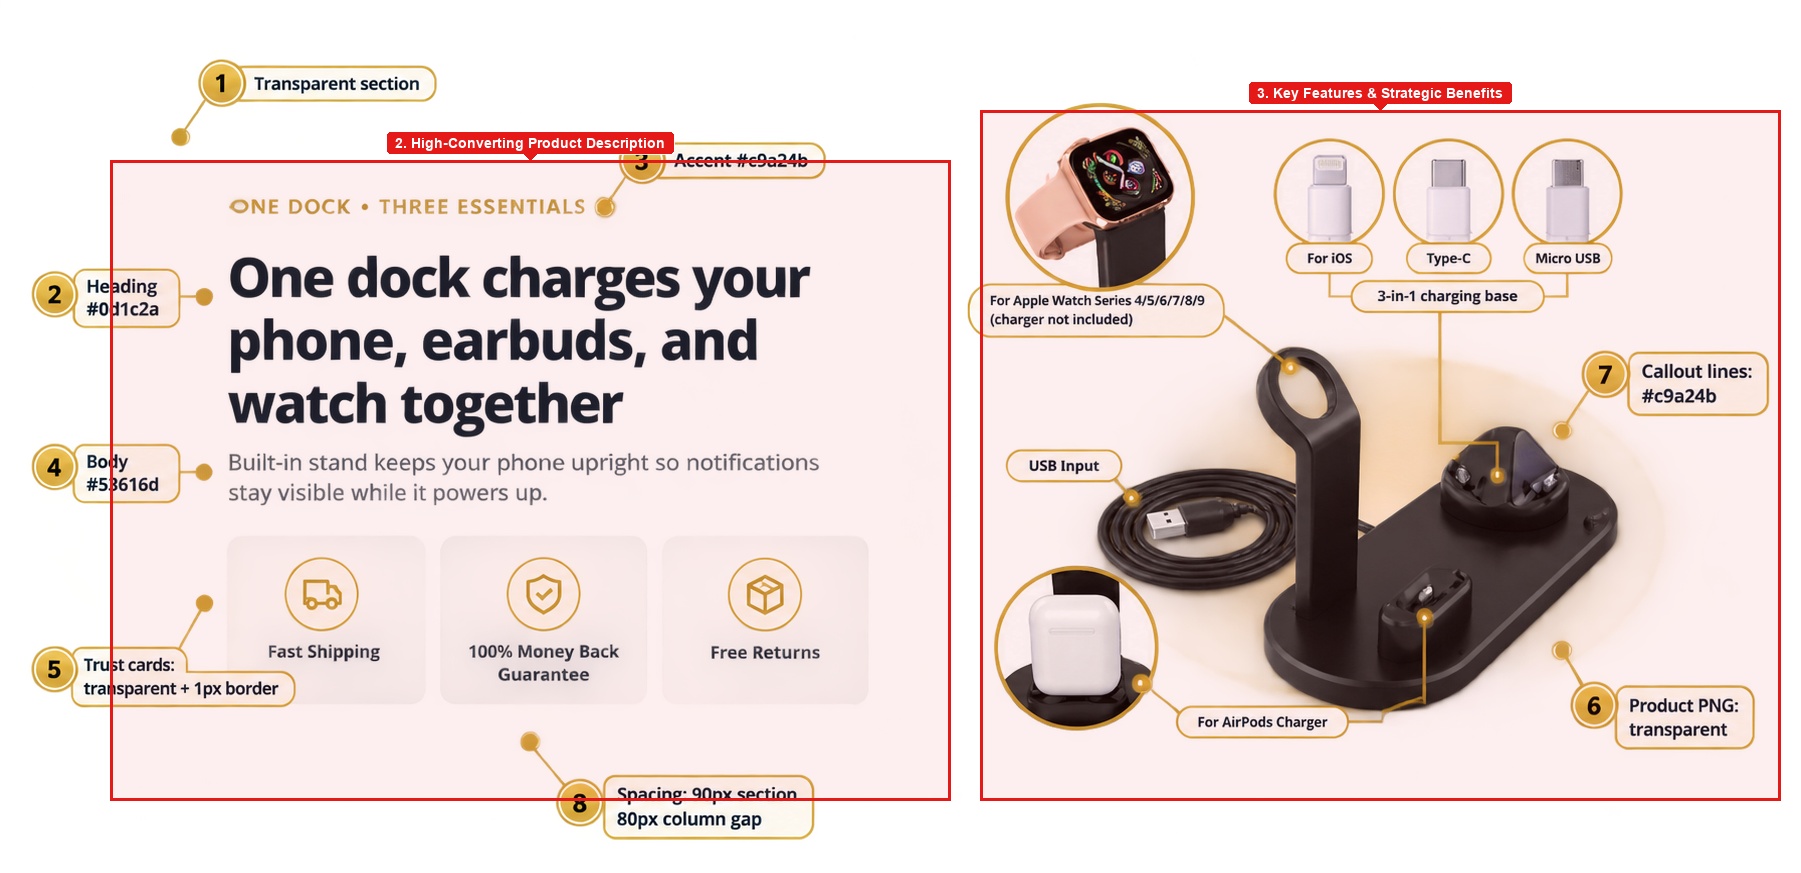 1 Transparent section
2. High-Converting Product Description
3 Accent #c9a24b
ONE DOCK • THREE ESSENTIALS
2 Heading
#0d1c2a
One dock charges your
phone, earbuds, and
watch together
4 Body
#53616d
Built-in stand keeps your phone upright so notifications
stay visible while it powers up.
Fast Shipping
100% Money Back
Guarantee
Free Returns
5 Trust cards:
transparent + 1px border
8 Spacing: 90px section
80px column gap
3. Key Features & Strategic Benefits
For iOS
Type-C
Micro USB
3-in-1 charging base
For Apple Watch Series 4/5/6/7/8/9
(charger not included)
7 Callout lines:
#c9a24b
USB Input
For AirPods Charger
6 Product PNG:
transparent